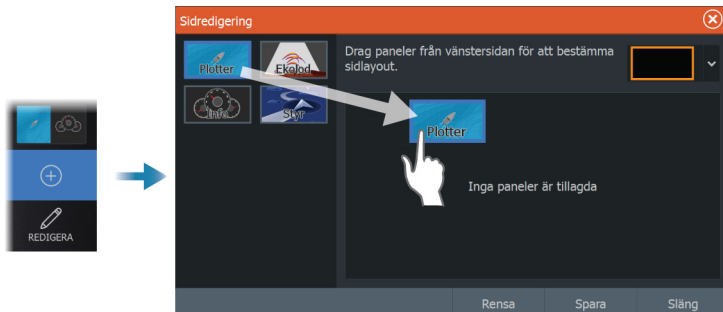 Sidredigering
Plotter
Ekolod
Info
Styr
Drag paneler från vänstersidan för att bestämma
sidlayout.
Plotter
Inga paneler är tillagda
REDIGERA
Rensa
Spara
Släng